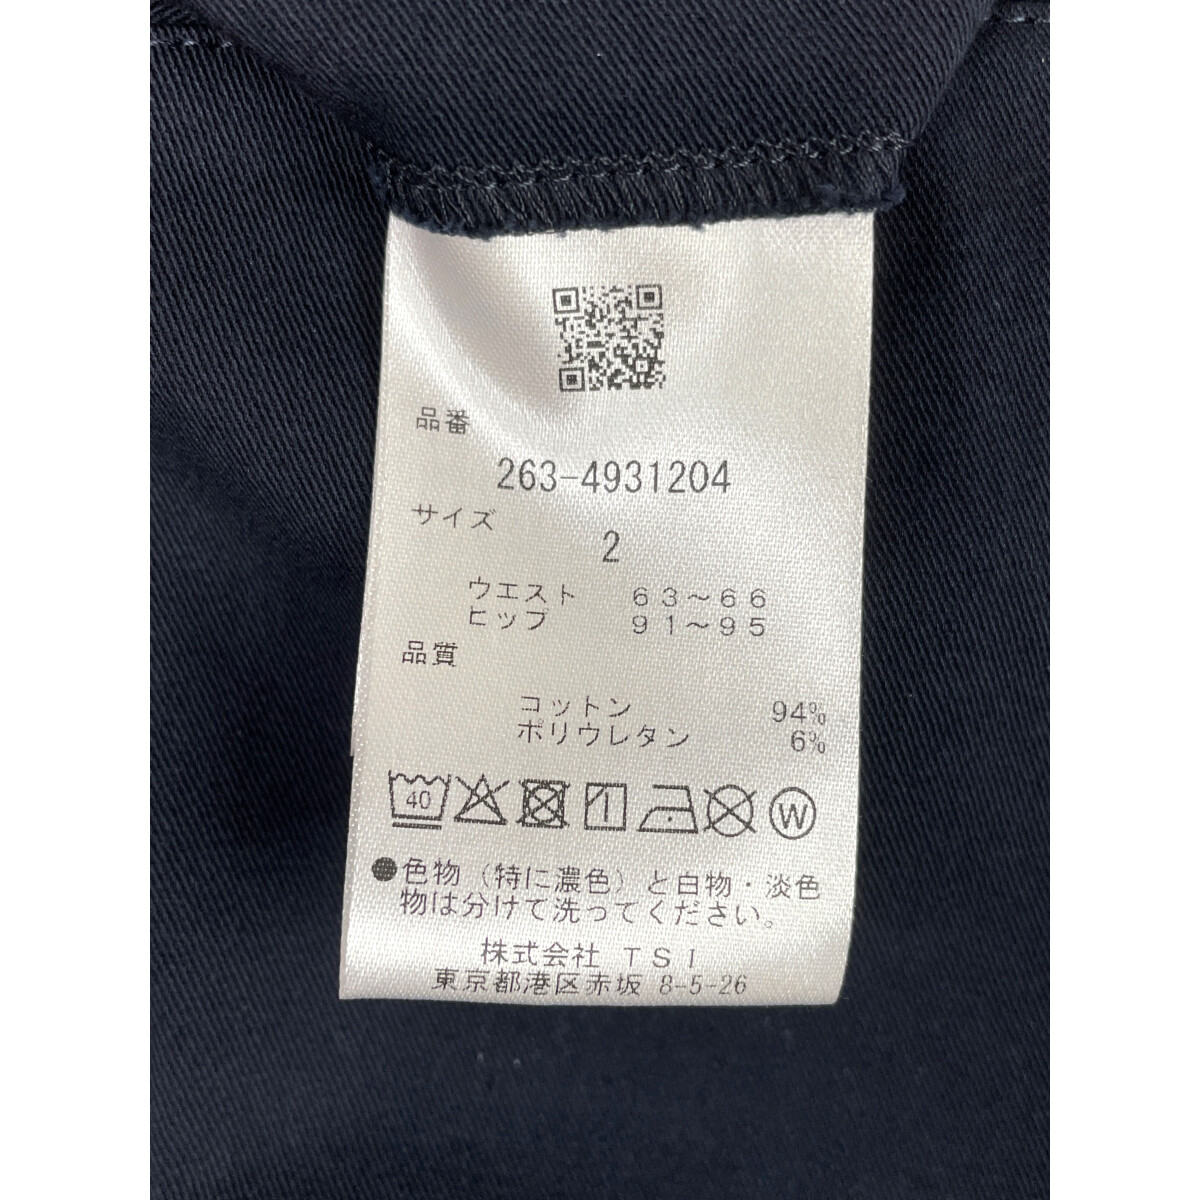 品番
263-4931204
サイズ
2
ウエスト 63～66
ヒップ 91～95
品質
コットン 94%
ポリウレタン 6%
40 W
●色物（特に濃色）と白物・淡色
物は分けて洗ってください。
株式会社 TSI
東京都港区赤坂 8-5-26